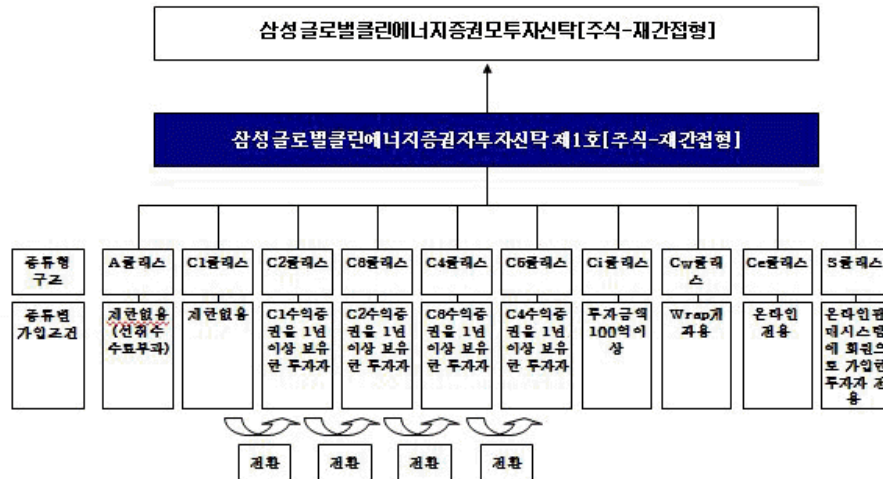 삼성글로벌클린에너지증권모투자신탁[주식-재간접형]
삼성글로벌클린에너지증권자투자신탁 제1호[주식-재간접형]
종류형
구조
A클래스
C1클래스
C2클래스
C3클래스
C4클래스
C5클래스
Ci클래스
Cw클래
스
Ce클래스
S클래스
종류별
가입조건
제한없음
(선취수
수료부과)
제한없음
C1수익증
권을 1년
이상 보유
한 투자자
C2수익증
권을 1년
이상 보유
한 투자자
C3수익증
권을 1년
이상 보유
한 투자자
C4수익증
권을 1년
이상 보유
한 투자자
투자금액
100억이
상
Wrap계
좌용
온라인
전용
온라인판
매시스템
에 회원으
로 가입한
투자자 전
용
전환
전환
전환
전환